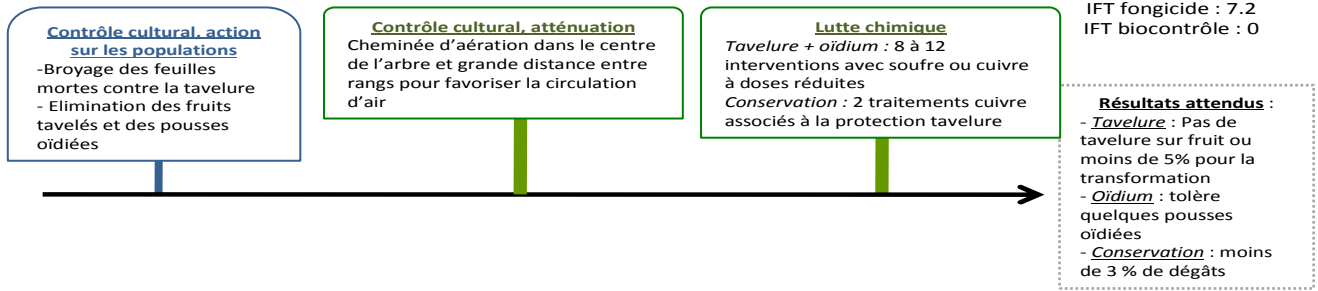 Contrôle cultural, action
sur les populations
-Broyage des feuilles
mortes contre la tavelure
- Elimination des fruits
tavelés et des pousses
oïdiées
Contrôle cultural, atténuation
Cheminée d’aération dans le centre
de l’arbre et grande distance entre
rangs pour favoriser la circulation
d’air
Lutte chimique
Tavelure + oïdium : 8 à 12
interventions avec soufre ou cuivre
à doses réduites
Conservation : 2 traitements cuivre
associés à la protection tavelure
IFT fongicide : 7.2
IFT biocontrôle : 0
Résultats attendus :
- Tavelure : Pas de
tavelure sur fruit ou
moins de 5% pour la
transformation
- Oïdium : tolère
quelques pousses
oïdiées
- Conservation : moins
de 3 % de dégâts